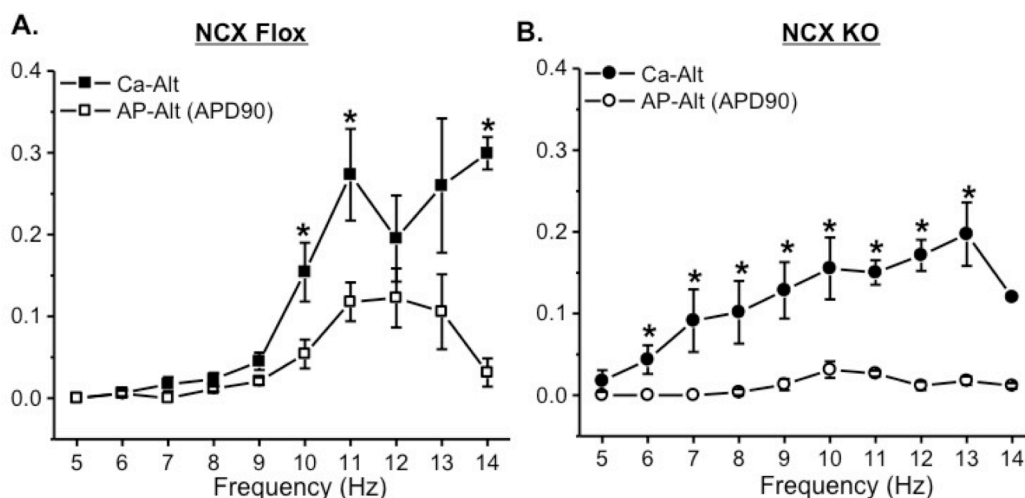 A.
NCX Flox
Ca-Alt
AP-Alt (APD90)
0.4
0.3
0.2
0.1
0.0
*
*
*
5 6 7 8 9 10 11 12 13 14
Frequency (Hz)
B.
NCX KO
Ca-Alt
AP-Alt (APD90)
0.4
0.3
0.2
0.1
0.0
*
*
*
*
*
*
*
*
5 6 7 8 9 10 11 12 13 14
Frequency (Hz)